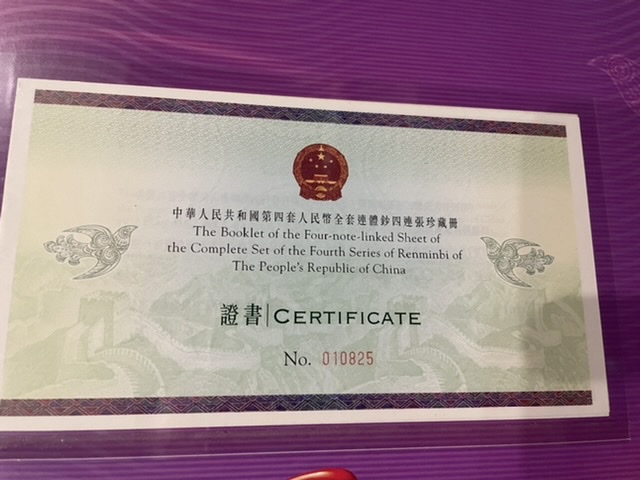 中華人民共和國第四套人民幣全套連體鈔四連張珍藏冊
The Booklet of the Four-note-linked Sheet of
the Complete Set of the Fourth Series of Renminbi of
The People's Republic of China
證書|CERTIFICATE
No. 010825